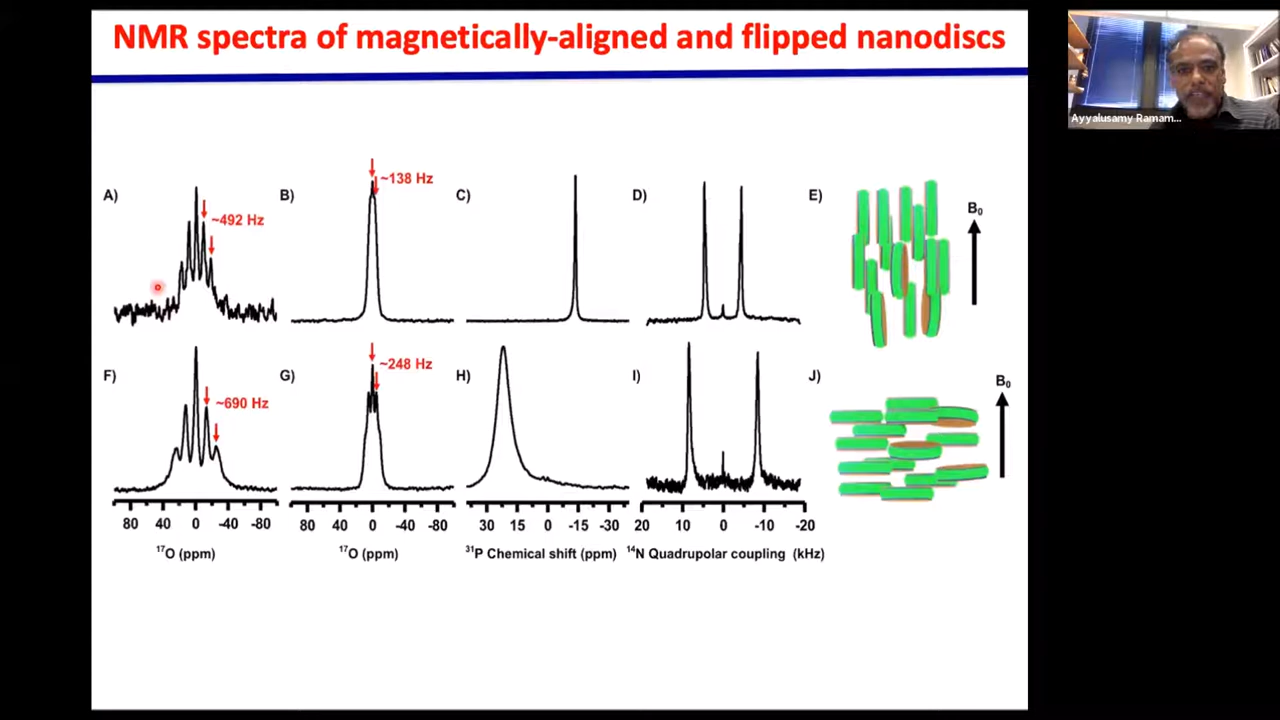 NMR spectra of magnetically-aligned and flipped nanodiscs
Ayyalusamy Ramam...
A)
~492 Hz
B)
~138 Hz
C)
D)
E)
B0
F)
~690 Hz
G)
~248 Hz
H)
I)
J)
B0
80 40 0 -40 -80
80 40 0 -40 -80
30 15 0 -15 -30
20 10 0 -10 -20
17O (ppm)
17O (ppm)
31P Chemical shift (ppm)
14N Quadrupolar coupling (kHz)